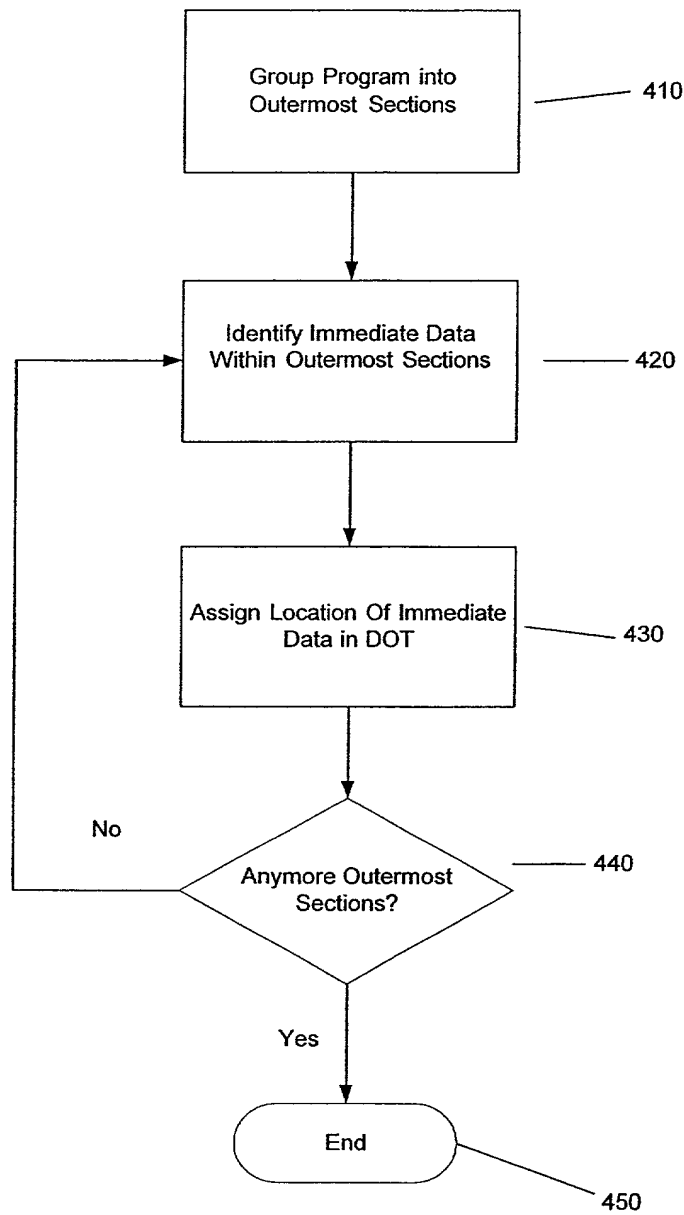 Group Program into
Outermost Sections
410
Identify Immediate Data
Within Outermost Sections
420
Assign Location Of Immediate
Data in DOT
430
No
Anymore Outermost
Sections?
440
Yes
End
450